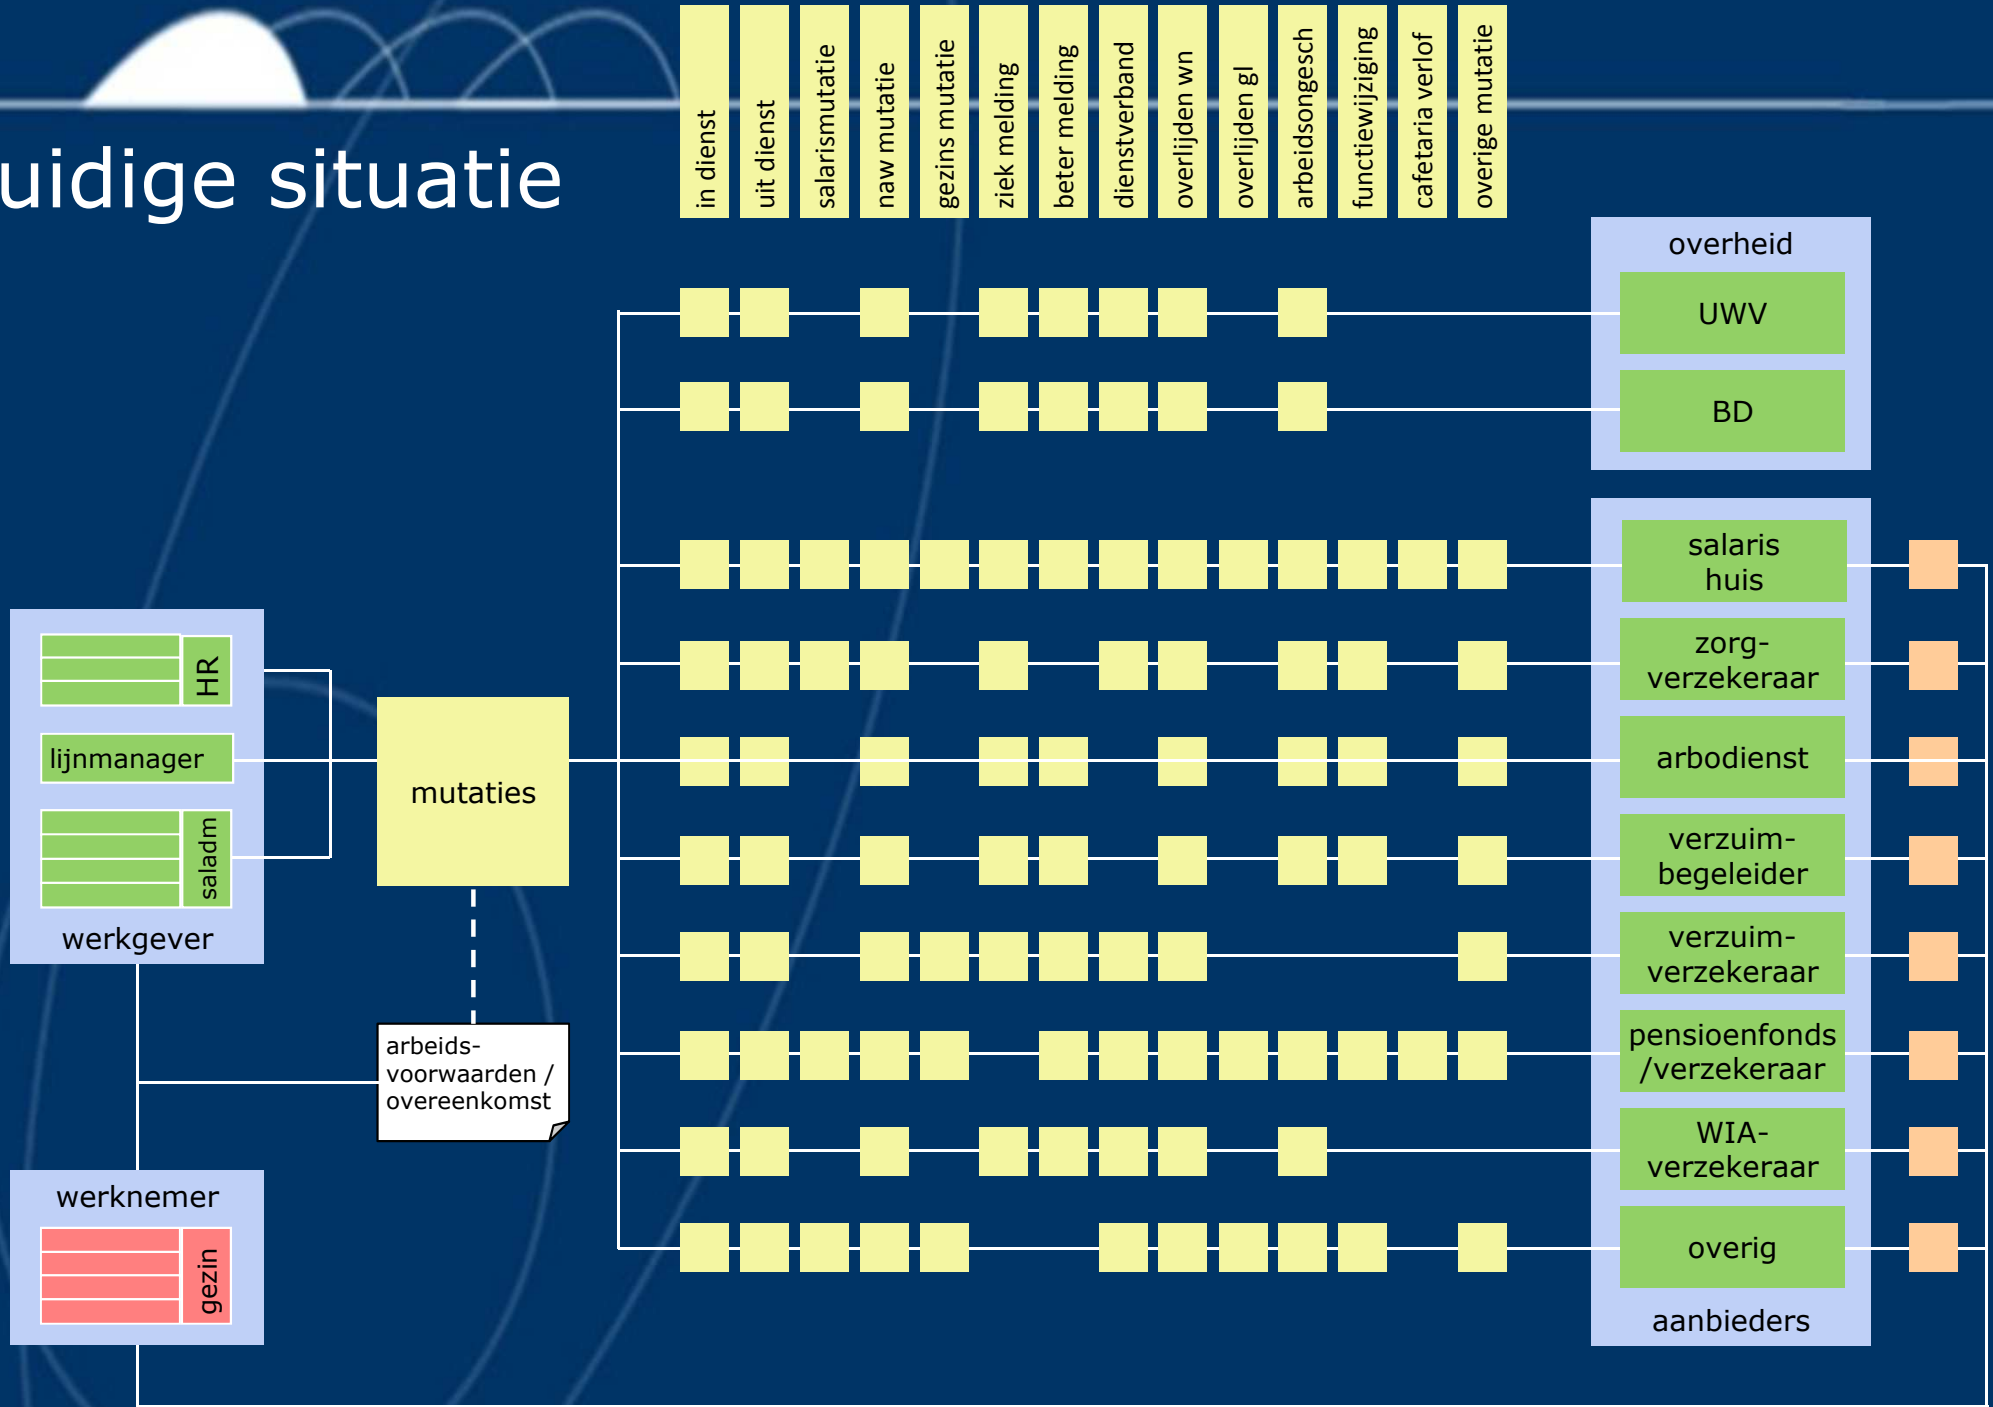 uidige situatie
in dienst
uit dienst
salarismutatie
naw mutatie
gezins mutatie
ziek melding
beter melding
dienstverband
overlijden wn
overlijden gl
arbeidsongesch
functiewijziging
cafetaria verlof
overige mutatie
overheid
UWV
BD
salaris
huis
zorg-
verzekeraar
arbodienst
verzuim-
begeleider
verzuim-
verzekeraar
pensioenfonds
/verzekeraar
WIA-
verzekeraar
overig
aanbieders
HR
lijnmanager
saladm
werkgever
mutaties
arbeids-
voorwaarden /
overeenkomst
werknemer
gezin